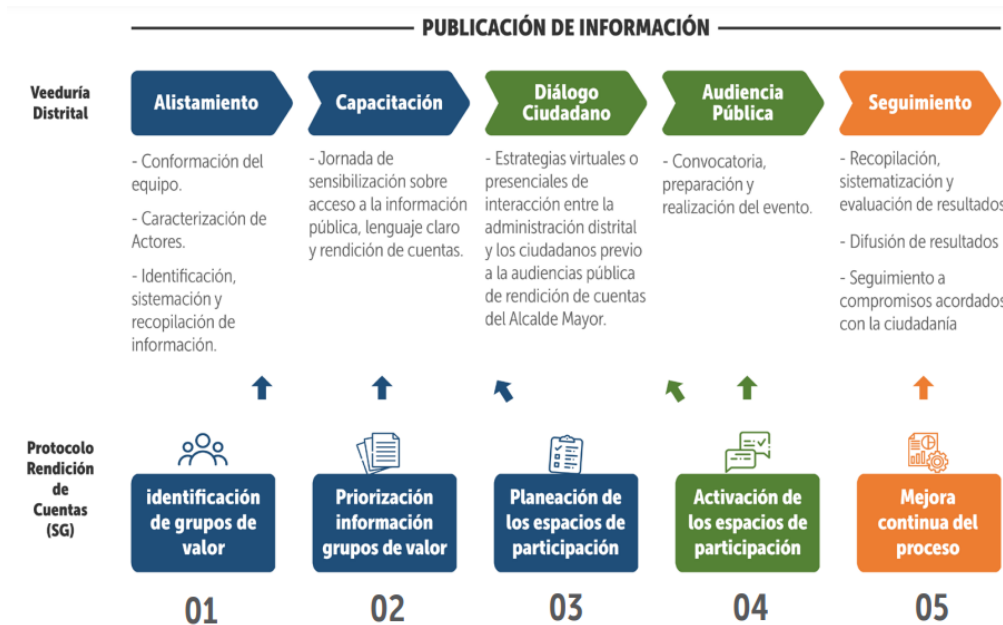 PUBLICACIÓN DE INFORMACIÓN
Veeduría
Distrital
Alistamiento
Capacitación
Diálogo
Ciudadano
Audiencia
Pública
Seguimiento
- Conformación del
equipo.
- Caracterización de
Actores.
- Identificación,
sistemación y
recopilación de
información.
- Jornada de
sensibilización sobre
acceso a la información
pública, lenguaje claro
y rendición de cuentas.
- Estrategias virtuales o
presenciales de
interacción entre la
administración distrital
y los ciudadanos previo
a la audiencias pública
de rendición de cuentas
del Alcalde Mayor.
- Convocatoria,
preparación y
realización del evento.
- Recopilación,
sistematización y
evaluación de resultados
- Difusión de resultados
- Seguimiento a
compromisos acordados
con la ciudadanía
Protocolo
Rendición
de
Cuentas
(SG)
identificación
de grupos de
valor
Priorización
información
grupos de valor
Planeación de
los espacios de
participación
Activación de
los espacios de
participación
Mejora
continua del
proceso
01
02
03
04
05